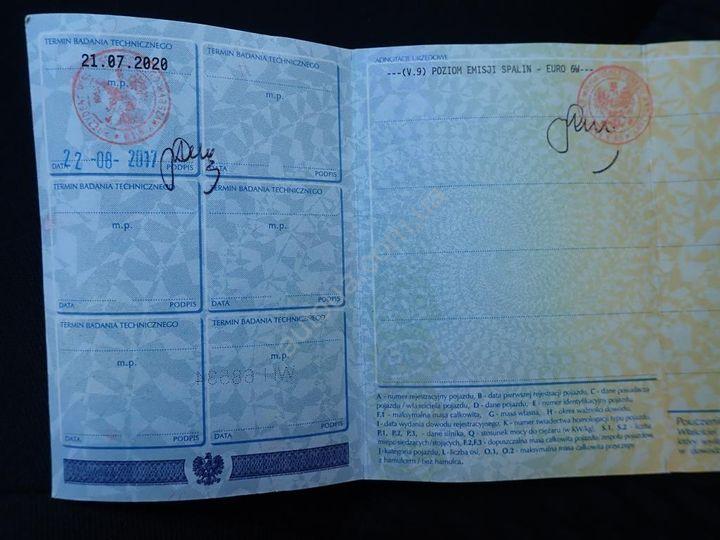 TERMIN BADANIA TECHNICZNEGO
21.07.2020
m.p.
22 -08- 2017
DATA
PODPIS
TERMIN BADANIA TECHNICZNEGO
m.p.
DATA
PODPIS
TERMIN BADANIA TECHNICZNEGO
m.p.
DATA
PODPIS
TERMIN BADANIA TECHNICZNEGO
m.p.
DATA
PODPIS
TERMIN BADANIA TECHNICZNEGO
m.p.
DATA
PODPIS
TERMIN BADANIA TECHNICZNEGO
m.p.
DATA
PODPIS
ADNOTACJE URZĘDOWE
---(V.9) POZIOM EMISJI SPALIN - EURO 6W---
A - numer rejestracyjny pojazdu, B - data pierwszej rejestracji pojazdu, C - dane posiadacza
pojazdu / właściciela pojazdu, D - dane pojazdu, E - numer identyfikacyjny pojazdu,
F.1 - maksymalna masa całkowita, G - masa własna, H - okres ważności dowodu,
I - data wydania dowodu rejestracyjnego, K - numer świadectwa homologacji typu pojazdu,
P.1, P.2, P.3, - dane silnika, Q - stosunek mocy do ciężaru (w KW/kg) S.1, S.2 - liczba
miejsc siedzących/stojących, F.2,F.3 - dopuszczalna masa całkowita zespołu pojazdów,
J-kategoria pojazdu, L - liczba osi, O.1, O.2 - maksymalna masa całkowita przyczepy
z hamulcem / bez hamulca
Pouczenie
Właściciel
który
w dowodzie